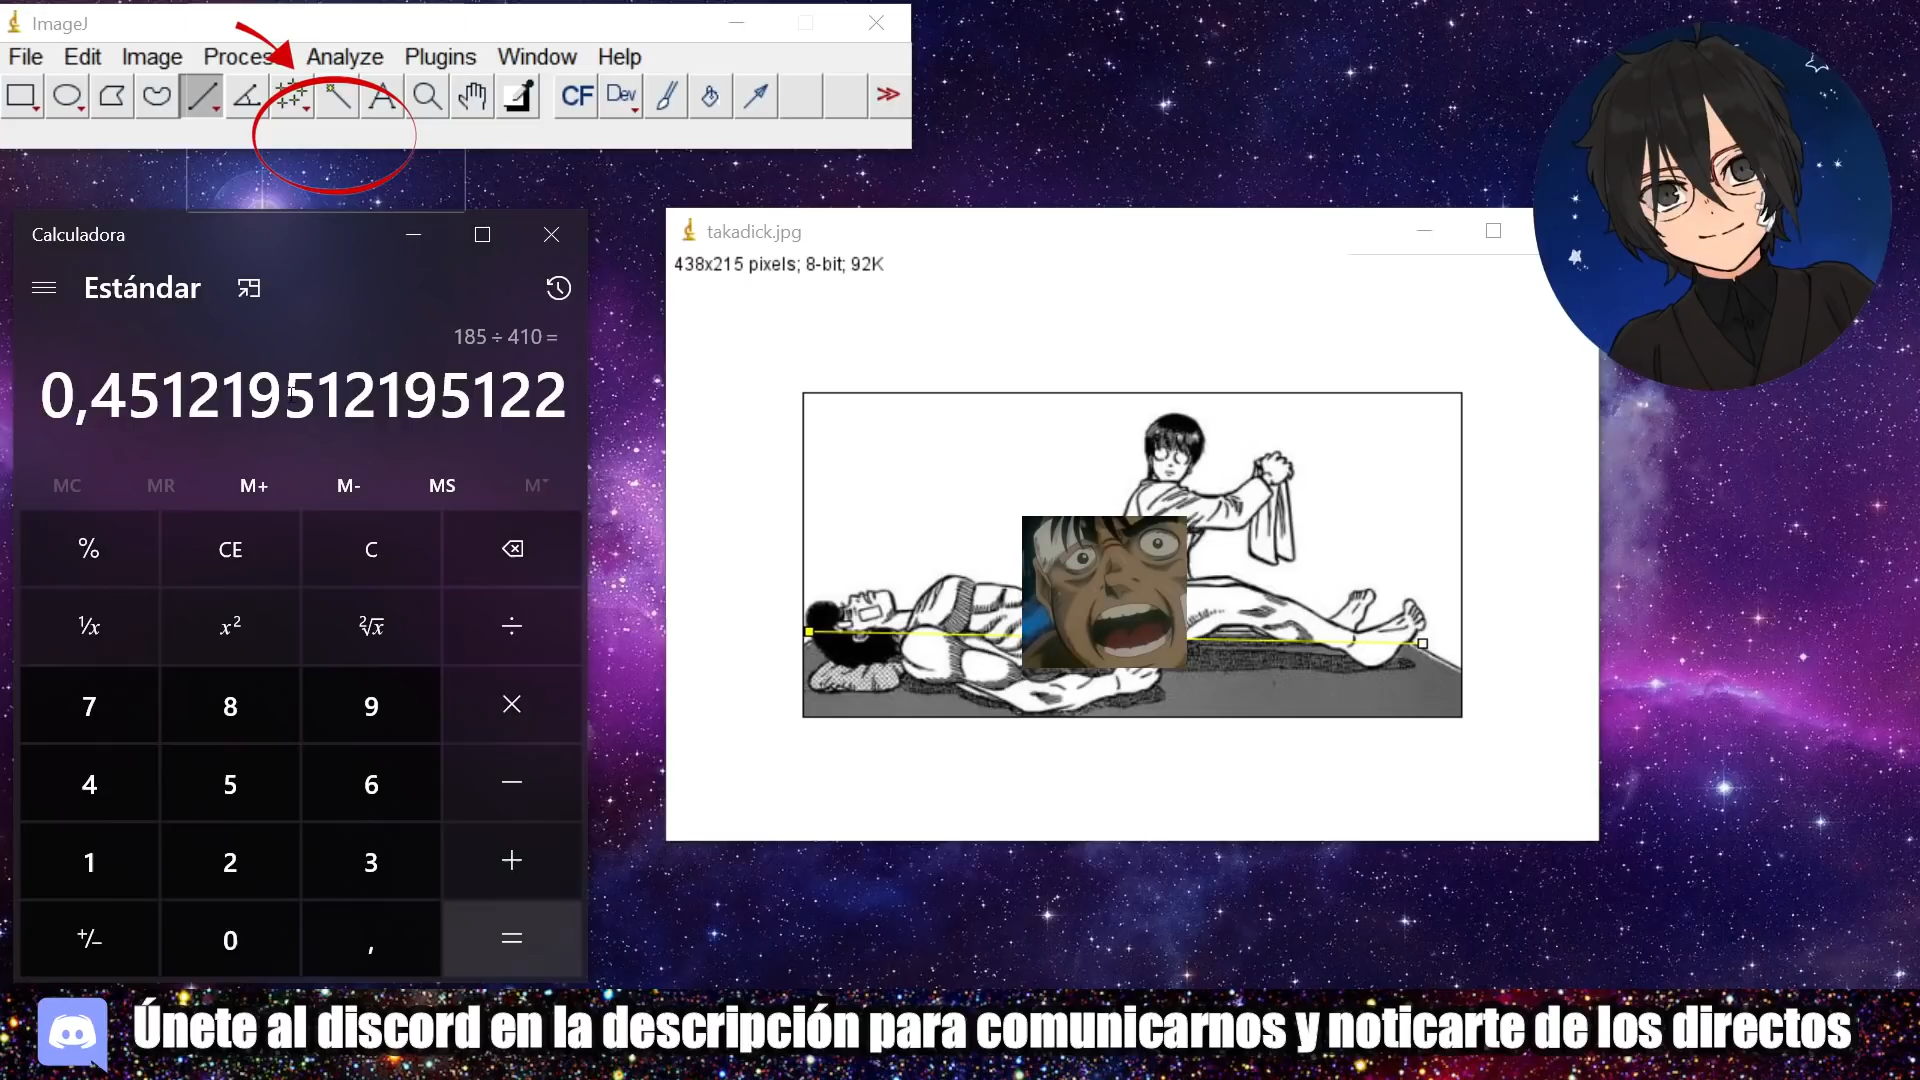 ImageJ
File Edit Image Process Analyze Plugins Window Help
A CF Dev >>
Calculadora
Estándar
185 ÷ 410 =
0,451219512195122
MC MR M+ M- MS M˅
% CE C
¹/x x² ²√x ÷
7 8 9 ×
4 5 6 −
1 2 3 +
+/− 0 , =
takadick.jpg
438x215 pixels; 8-bit; 92K
Únete al discord en la descripción para comunicarnos y noticarte de los directos